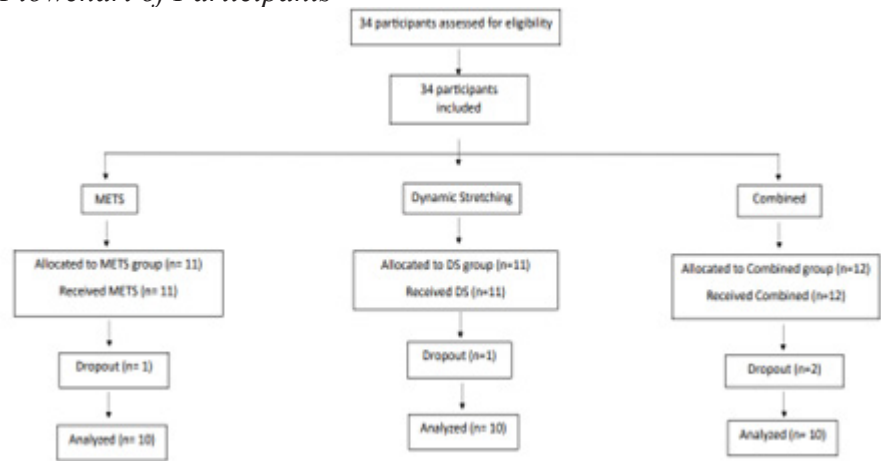 Flowchart of Participants
34 participants assessed for eligibility
34 participants
included
METS
Dynamic Stretching
Combined
Allocated to METS group (n= 11)
Received METS (n= 11)
Allocated to DS group (n=11)
Received DS (n=11)
Allocated to Combined group (n=12)
Received Combined (n=12)
Dropout (n= 1)
Dropout (n=1)
Dropout (n=2)
Analyzed (n= 10)
Analyzed (n= 10)
Analyzed (n= 10)